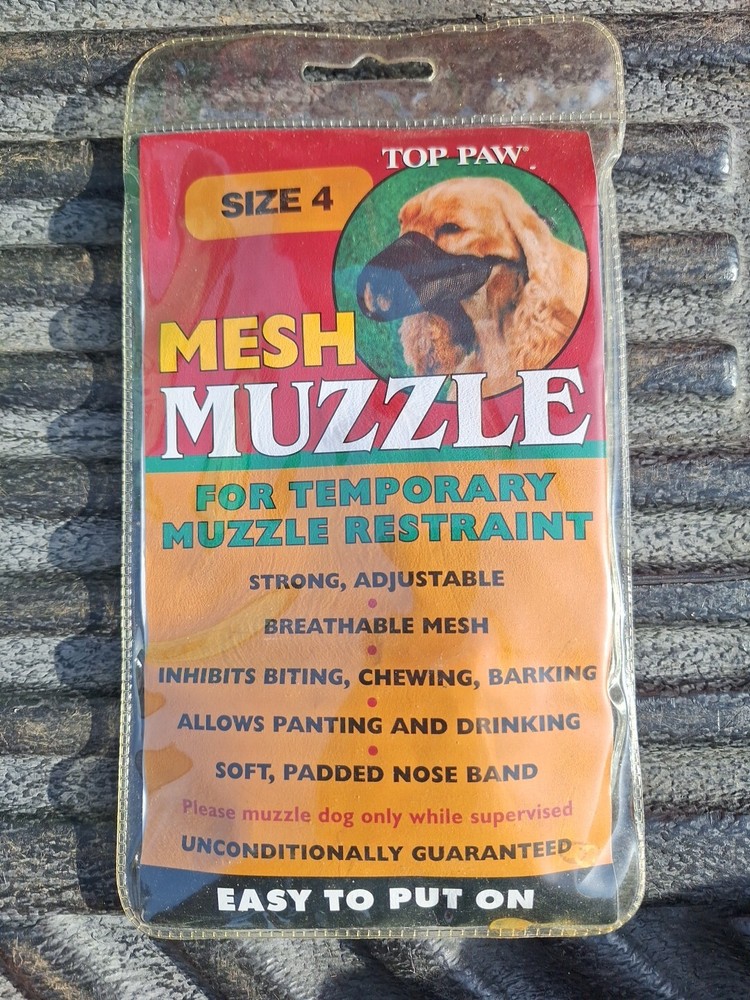 TOP PAW®
SIZE 4
MESH
MUZZLE
FOR TEMPORARY
MUZZLE RESTRAINT
STRONG, ADJUSTABLE
BREATHABLE MESH
INHIBITS BITING, CHEWING, BARKING
ALLOWS PANTING AND DRINKING
SOFT, PADDED NOSE BAND
Please muzzle dog only while supervised
UNCONDITIONALLY GUARANTEED
EASY TO PUT ON